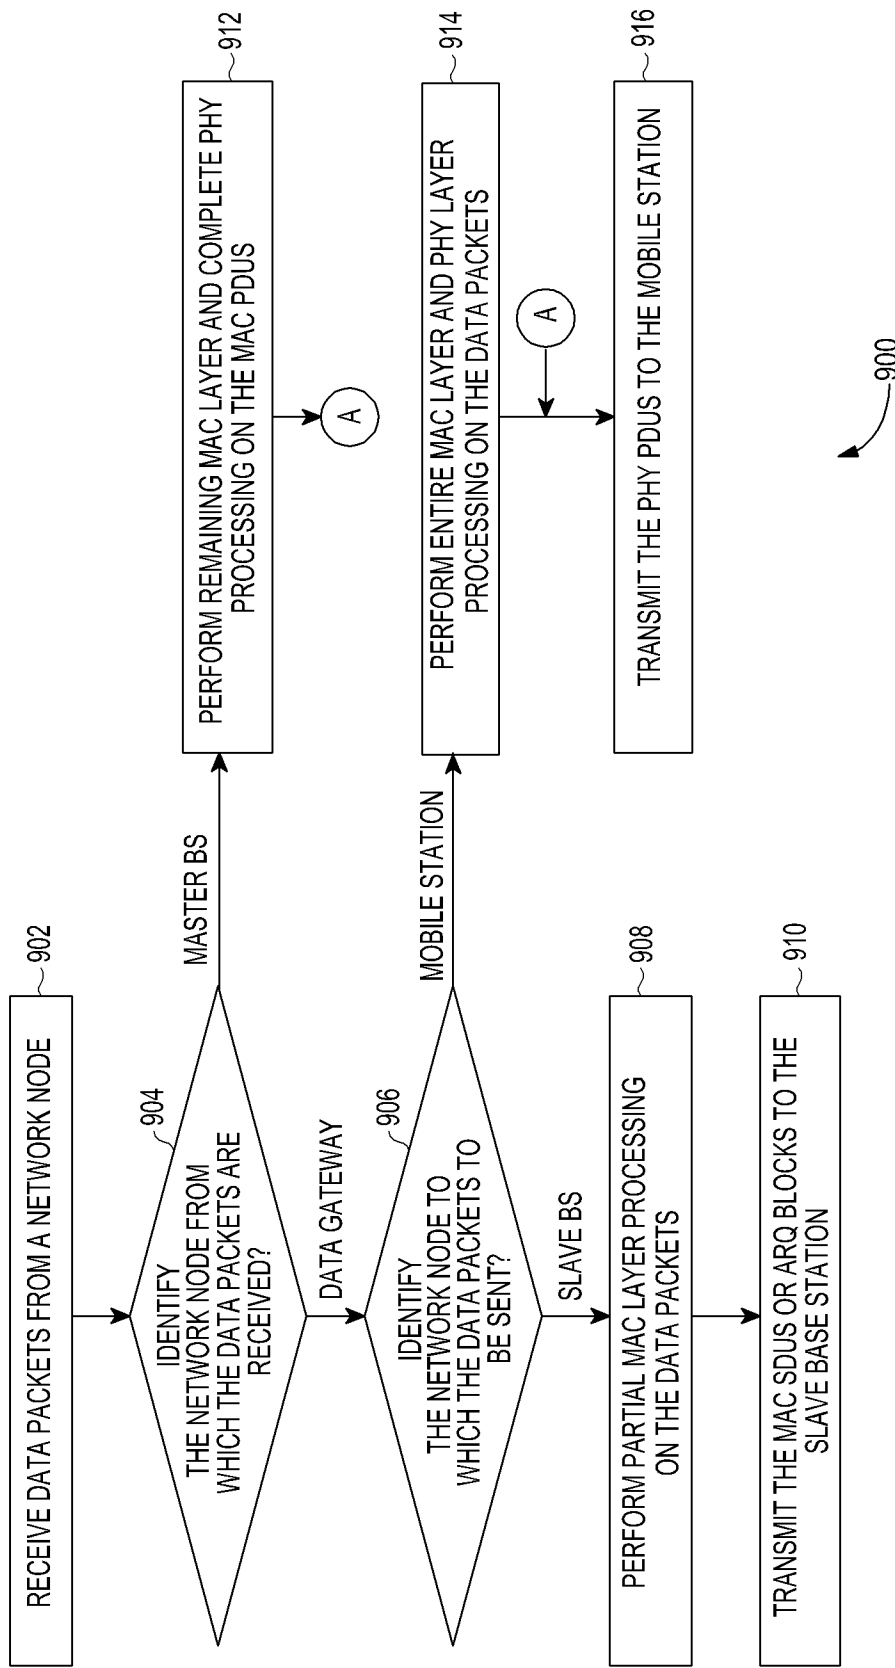 RECEIVE DATA PACKETS FROM A NETWORK NODE
902
IDENTIFY
THE NETWORK NODE FROM
WHICH THE DATA PACKETS ARE
RECEIVED?
904
MASTER BS
PERFORM REMAINING MAC LAYER AND COMPLETE PHY
PROCESSING ON THE MAC PDUS
912
A
DATA GATEWAY
IDENTIFY
THE NETWORK NODE TO
WHICH THE DATA PACKETS TO
BE SENT?
906
MOBILE STATION
PERFORM ENTIRE MAC LAYER AND PHY LAYER
PROCESSING ON THE DATA PACKETS
914
A
SLAVE BS
PERFORM PARTIAL MAC LAYER PROCESSING
ON THE DATA PACKETS
908
TRANSMIT THE PHY PDUS TO THE MOBILE STATION
916
TRANSMIT THE MAC SDUS OR ARQ BLOCKS TO THE
SLAVE BASE STATION
910
900